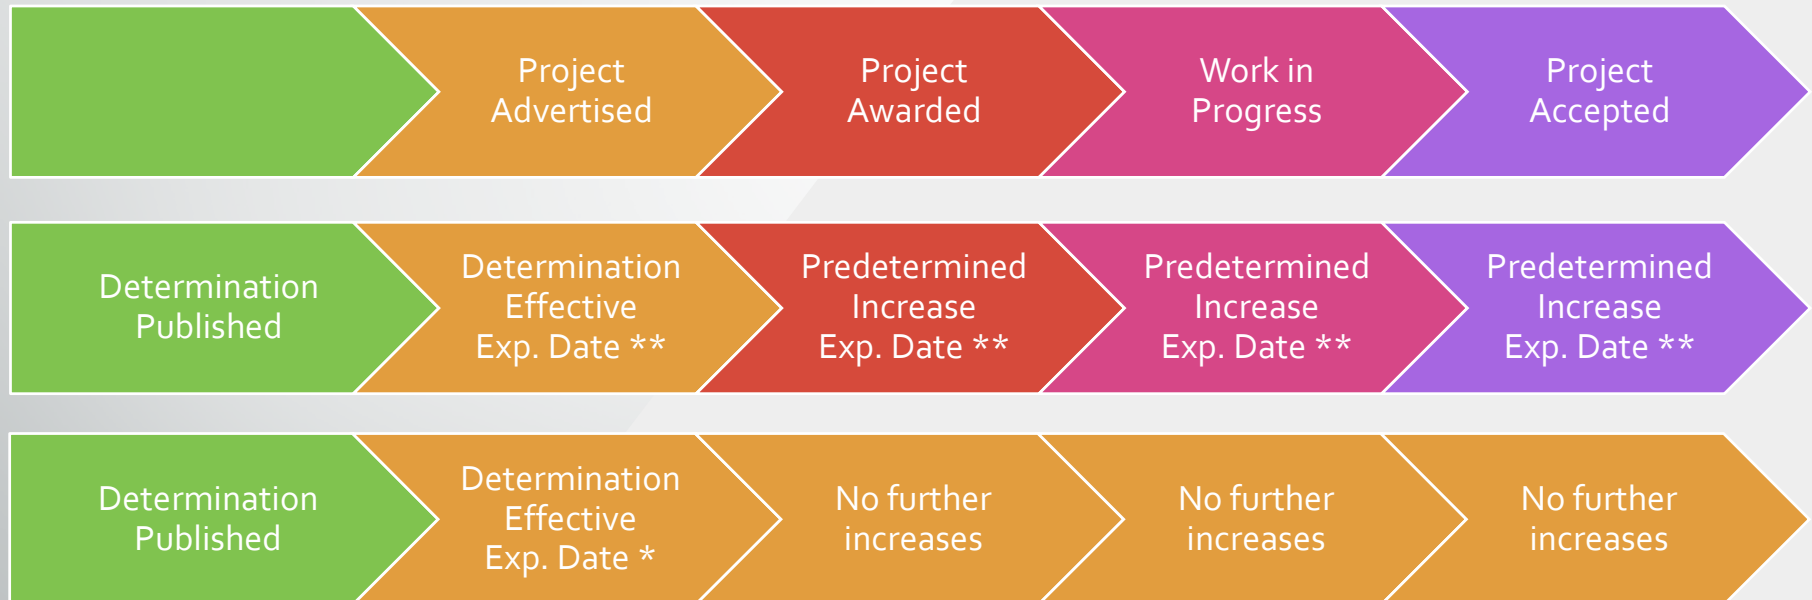 Project
Advertised
Project
Awarded
Work in
Progress
Project
Accepted
Determination
Published
Determination
Effective
Exp. Date **
Predetermined
Increase
Exp. Date **
Predetermined
Increase
Exp. Date **
Predetermined
Increase
Exp. Date **
Determination
Published
Determination
Effective
Exp. Date *
No further
increases
No further
increases
No further
increases